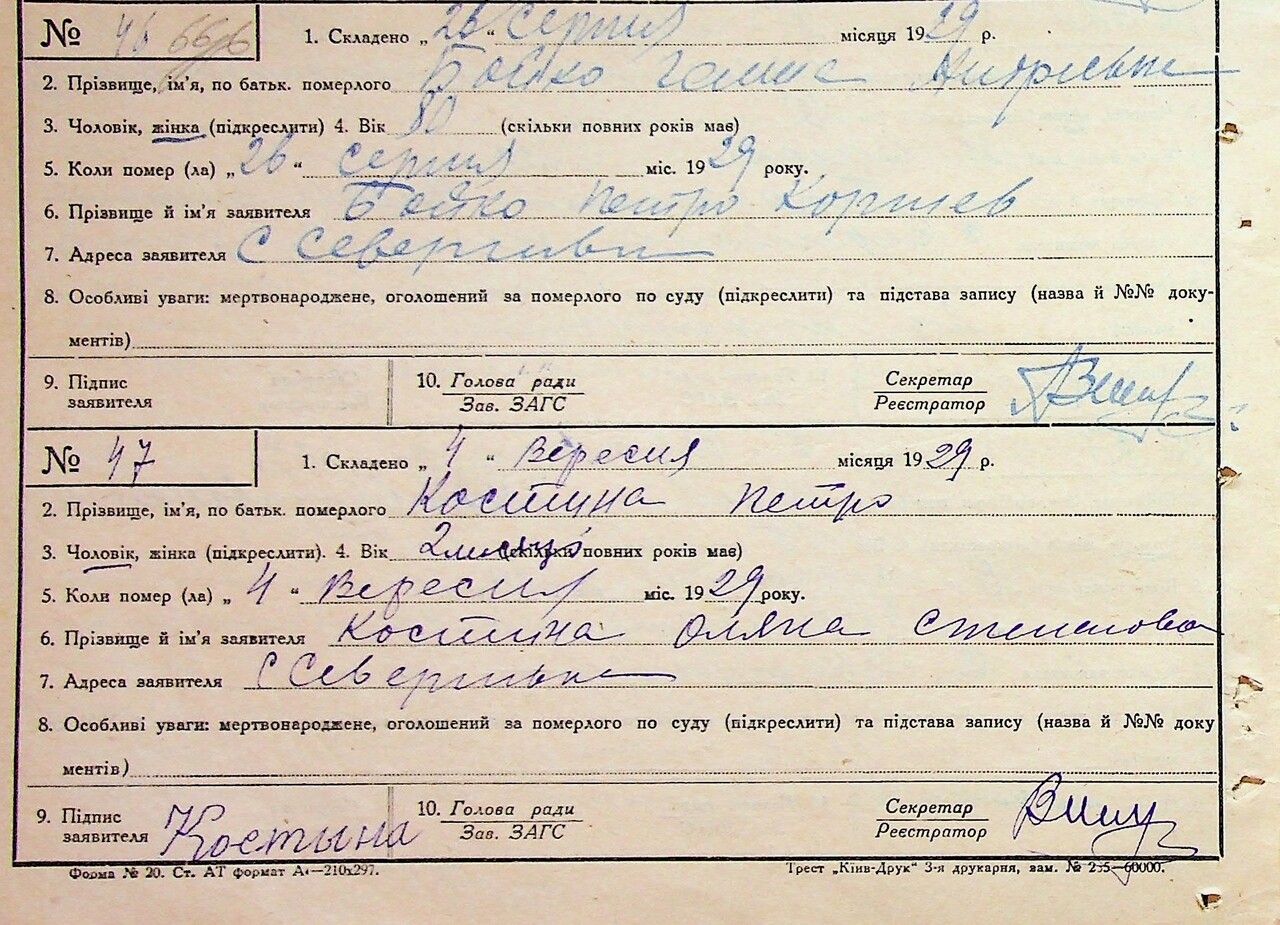 № 46 1. Складено „26“ Серпня місяця 1929 р.
2. Прізвище, ім'я, по батьк. померлого Бойко
3. Чоловік, жінка (підкреслити) 4. Вік 80 (скільки повних років має)
5. Коли помер (ла) „26“ серпня міс. 1929 року.
6. Прізвище й ім'я заявителя Бойко Петро
7. Адреса заявителя С
8. Особливі уваги: мертвонароджене, оголошений за померлого по суду (підкреслити) та підстава запису (назва й №№ доку-
ментів)
9. Підпис заявителя 10. Голова ради Зав. ЗАГС Секретар Реєстратор
№ 47 1. Складено „4“ Вересня місяця 1929 р.
2. Прізвище, ім'я, по батьк. померлого Костина Петро
3. Чоловік, жінка (підкреслити). 4. Вік 2 місяці (скільки повних років має)
5. Коли помер (ла) „4“ Вересня міс. 1929 року.
6. Прізвище й ім'я заявителя Костина Оляна Степанова
7. Адреса заявителя С
8. Особливі уваги: мертвонароджене, оголошений за померлого по суду (підкреслити) та підстава запису (назва й №№ доку
ментів)
9. Підпис заявителя Костына 10. Голова ради Зав. ЗАГС Секретар Реєстратор
Форма № 20. Ст. АТ формат А4—210х297. Трест „Київ-Друк“ 3-я друкарня, зам. № 235—60000.